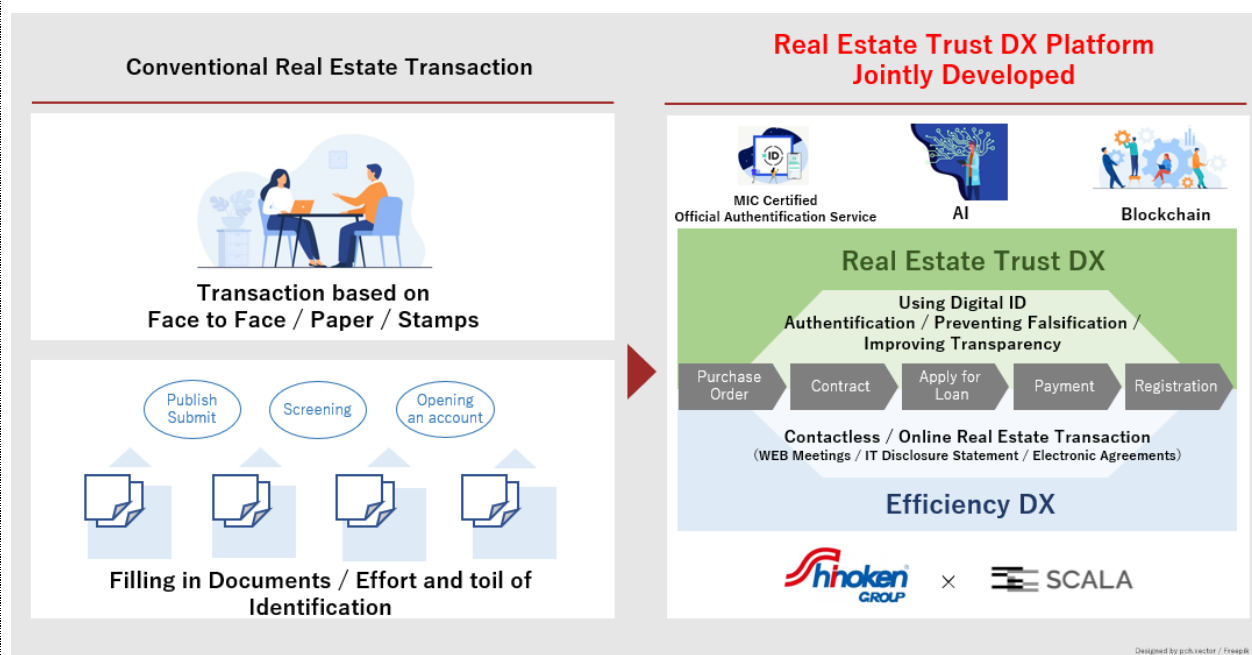 Conventional Real Estate Transaction
Transaction based on
Face to Face / Paper / Stamps
Publish
Submit
Screening
Opening
an account
Filling in Documents / Effort and toil of
Identification
Real Estate Trust DX Platform
Jointly Developed
ID
MIC Certified
Official Authentification Service
AI
Blockchain
Real Estate Trust DX
Using Digital ID
Authentification / Preventing Falsification /
Improving Transparency
Purchase
Order
Contract
Apply for
Loan
Payment
Registration
Contactless / Online Real Estate Transaction
(WEB Meetings / IT Disclosure Statement / Electronic Agreements)
Efficiency DX
Shinoken
GROUP
×
SCALA
Designed by pch.vector / Freepik